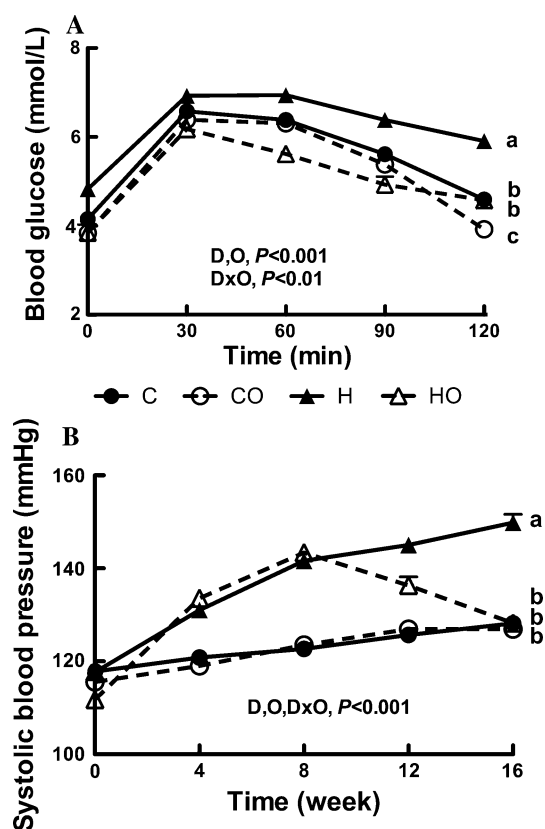 A
Blood glucose (mmol/L)
8
6
4
2
a
b
b
c
D,O, P<0.001
DxO, P<0.01
0 30 60 90 120
Time (min)
C CO H HO
B
Systolic blood pressure (mmHg)
160
140
120
100
a
b
b
b
D,O,DxO, P<0.001
0 4 8 12 16
Time (week)